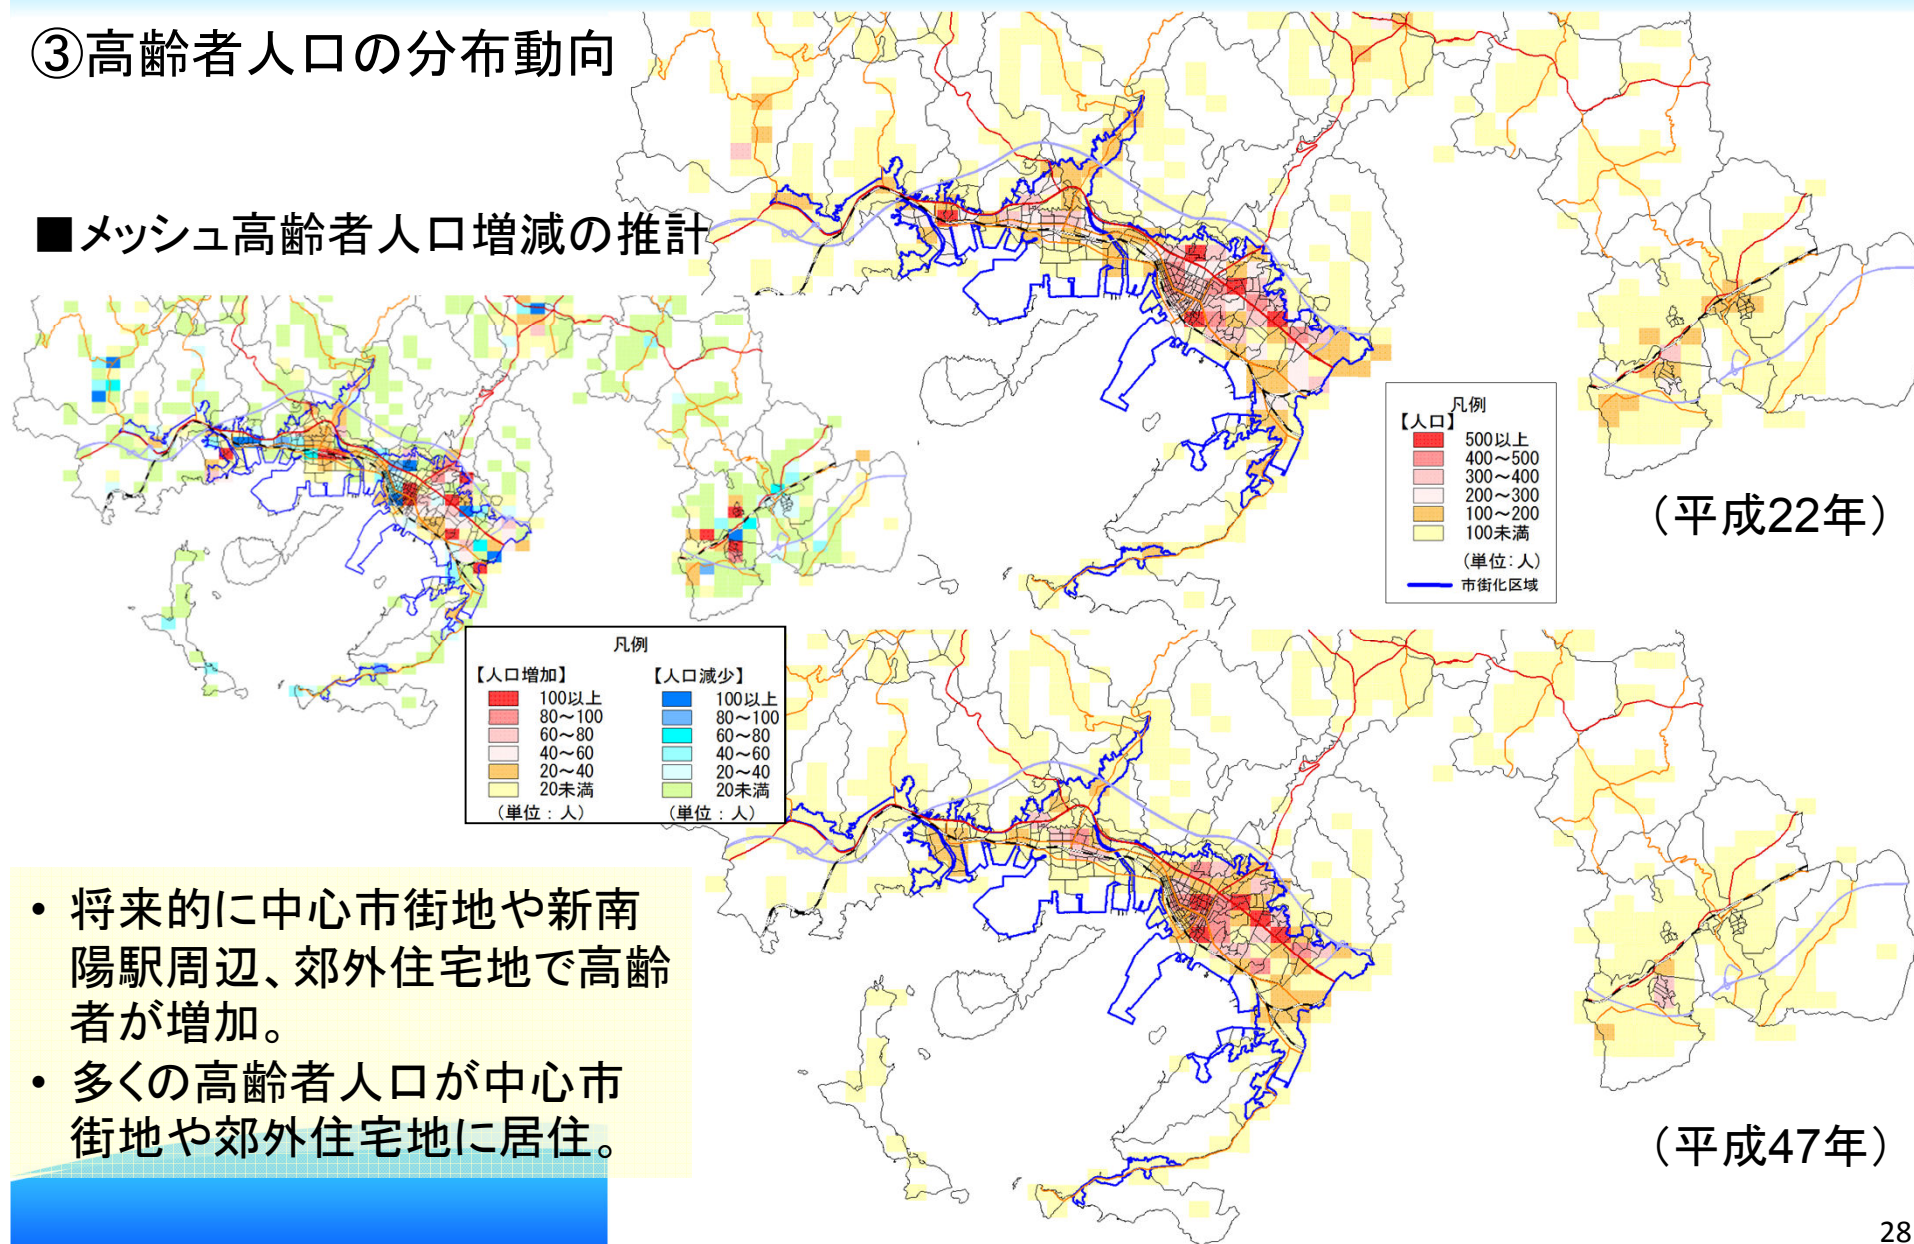 ③高齢者人口の分布動向
■メッシュ高齢者人口増減の推計
凡例
【人口】
500以上
400～500
300～400
200～300
100～200
100未満
(単位：人)
市街化区域
（平成22年）
凡例
【人口増加】 【人口減少】
100以上 100以上
80～100 80～100
60～80 60～80
40～60 40～60
20～40 20～40
20未満 20未満
（単位：人） （単位：人）
• 将来的に中心市街地や新南
陽駅周辺、郊外住宅地で高齢
者が増加。
• 多くの高齢者人口が中心市
街地や郊外住宅地に居住。
（平成47年）
28